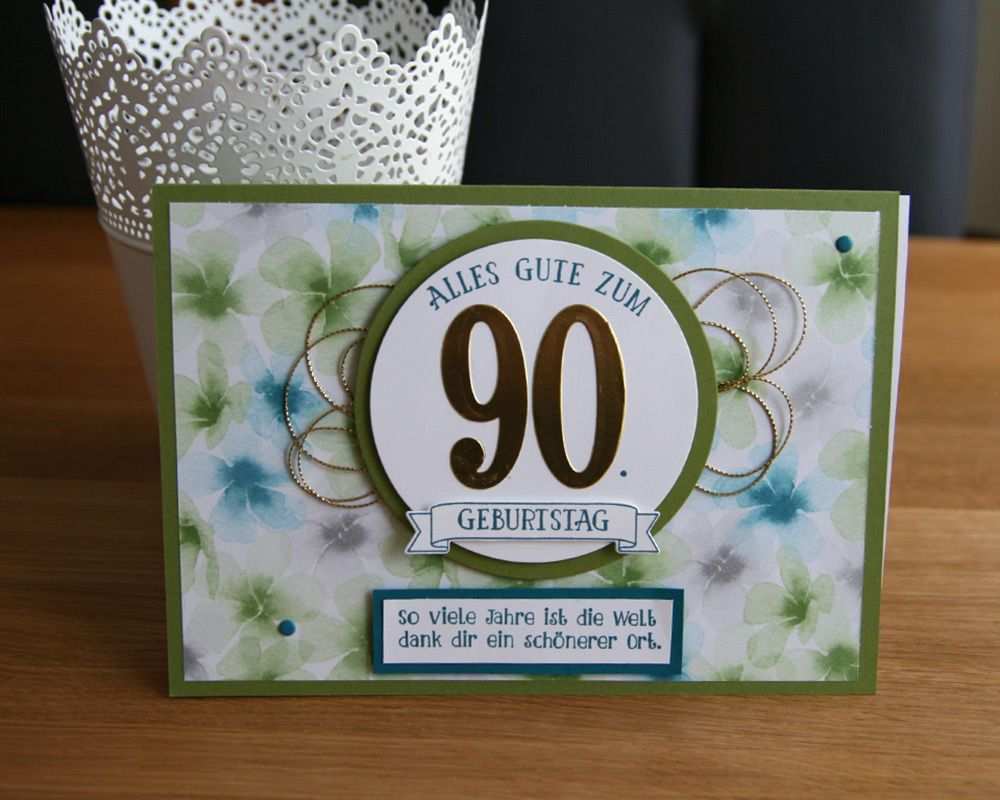 ALLES GUTE ZUM
90.
GEBURTSTAG
So viele Jahre ist die Welt
dank dir ein schönerer Ort.